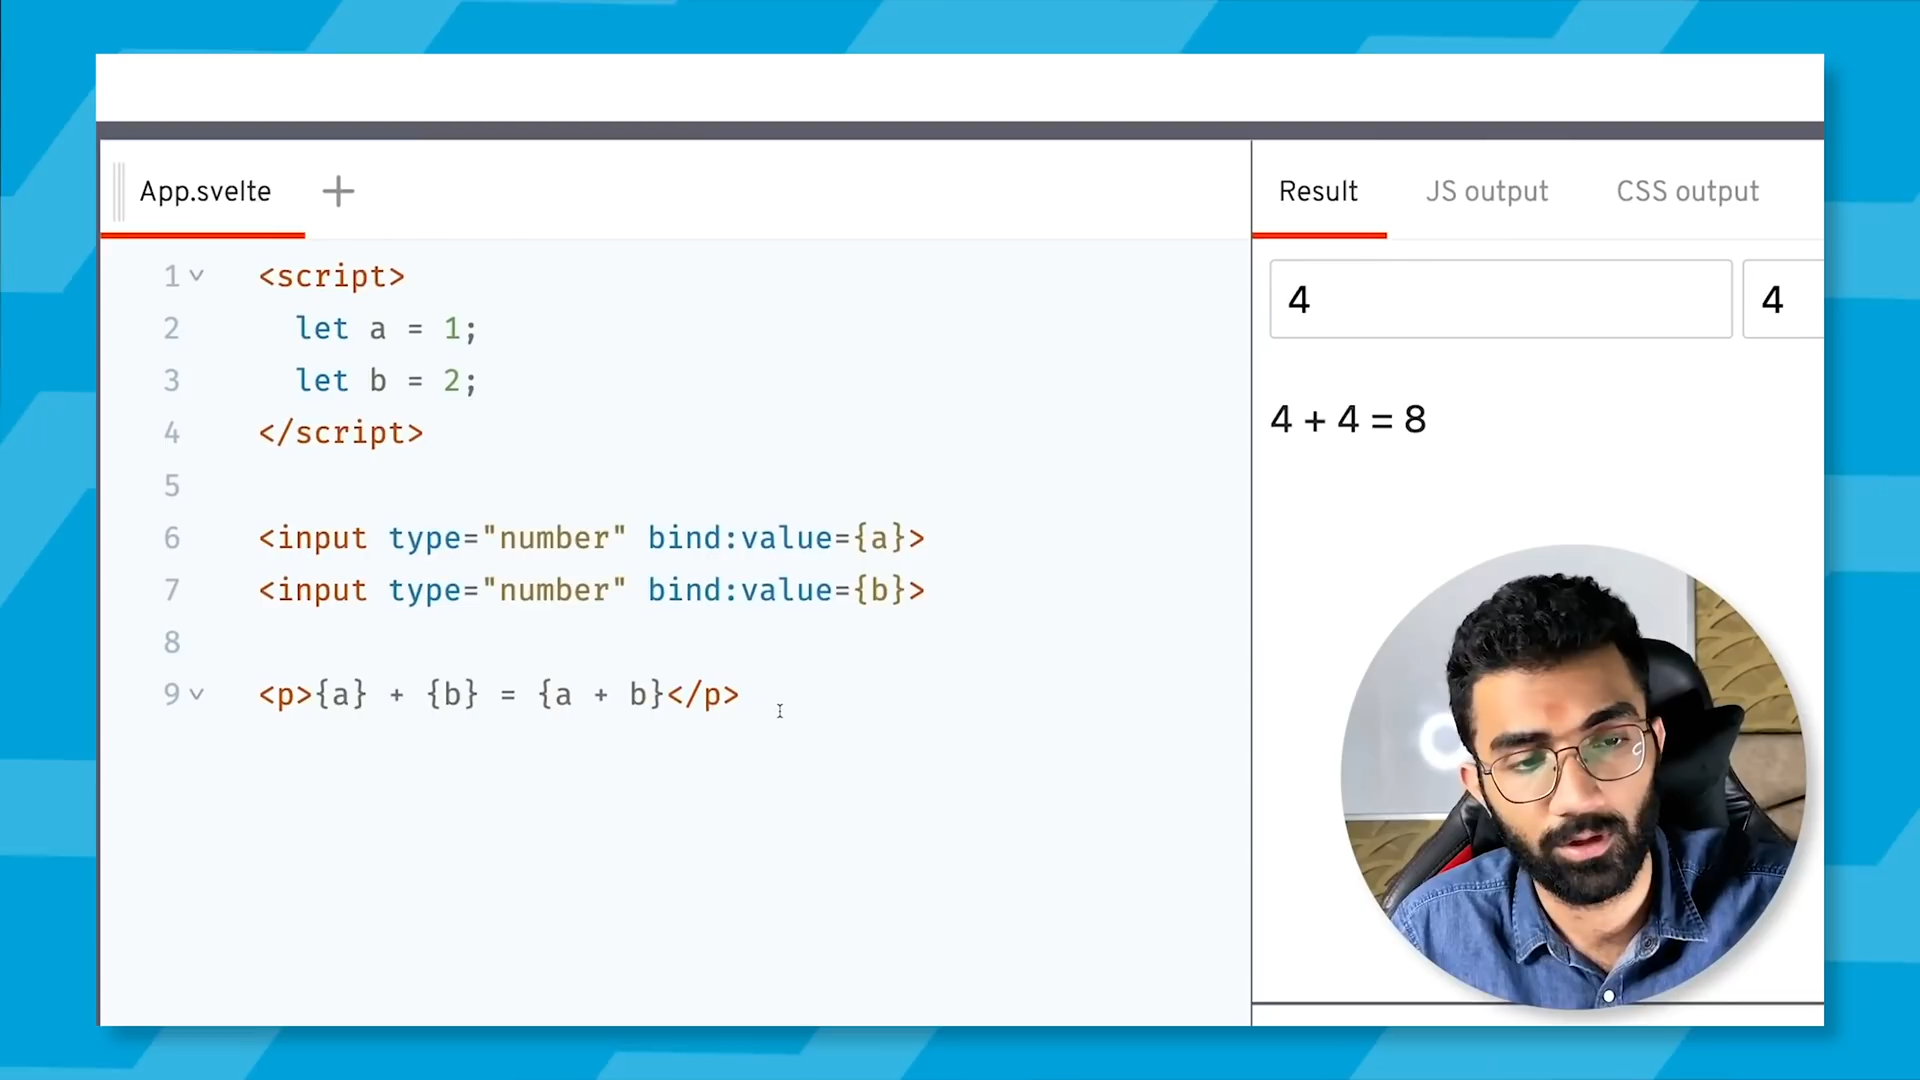 App.svelte +
Result JS output CSS output
1 <script>
2 let a = 1;
3 let b = 2;
4 </script>
5
6 <input type="number" bind:value={a}>
7 <input type="number" bind:value={b}>
8
9 <p>{a} + {b} = {a + b}</p>
4 4
4 + 4 = 8